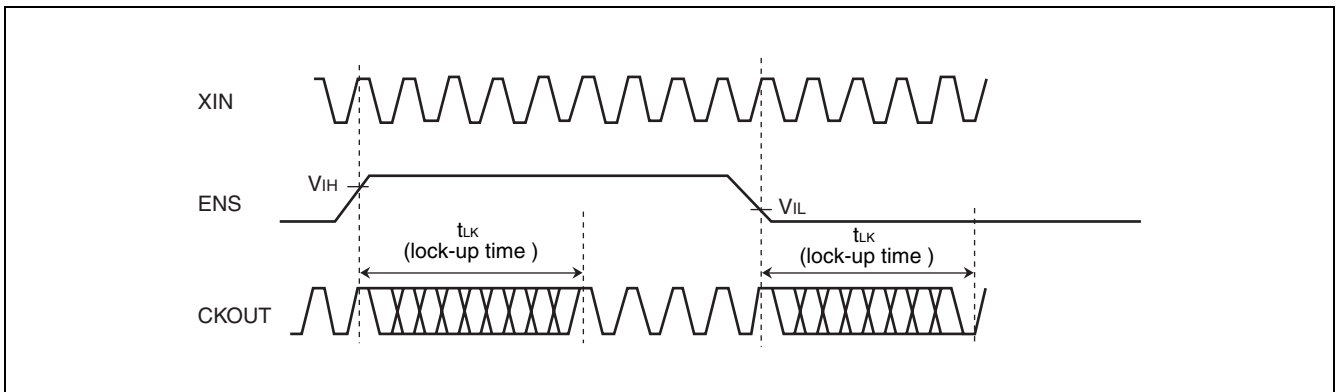 XIN
VIH
ENS
VIL
tLK
(lock-up time )
tLK
(lock-up time )
CKOUT